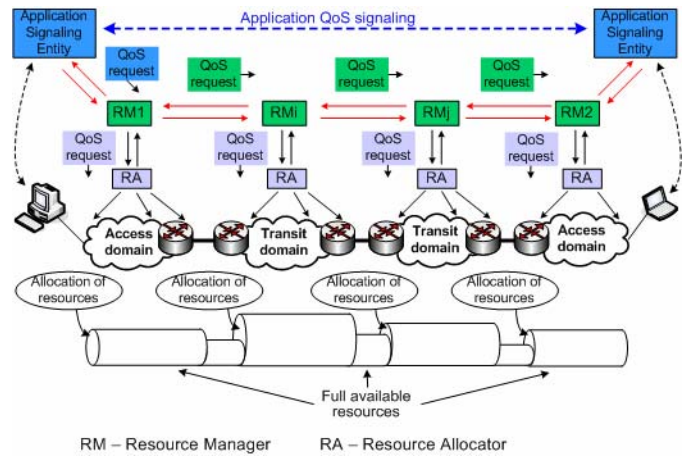 Application QoS signaling
Application
Signaling
Entity
Application
Signaling
Entity
QoS
request
QoS
request
QoS
request
QoS
request
RM1
RMi
RMj
RM2
QoS
request
QoS
request
QoS
request
QoS
request
RA
RA
RA
RA
Access
domain
Transit
domain
Transit
domain
Access
domain
Allocation of
resources
Allocation of
resources
Allocation of
resources
Allocation of
resources
Full available
resources
RM – Resource Manager
RA – Resource Allocator